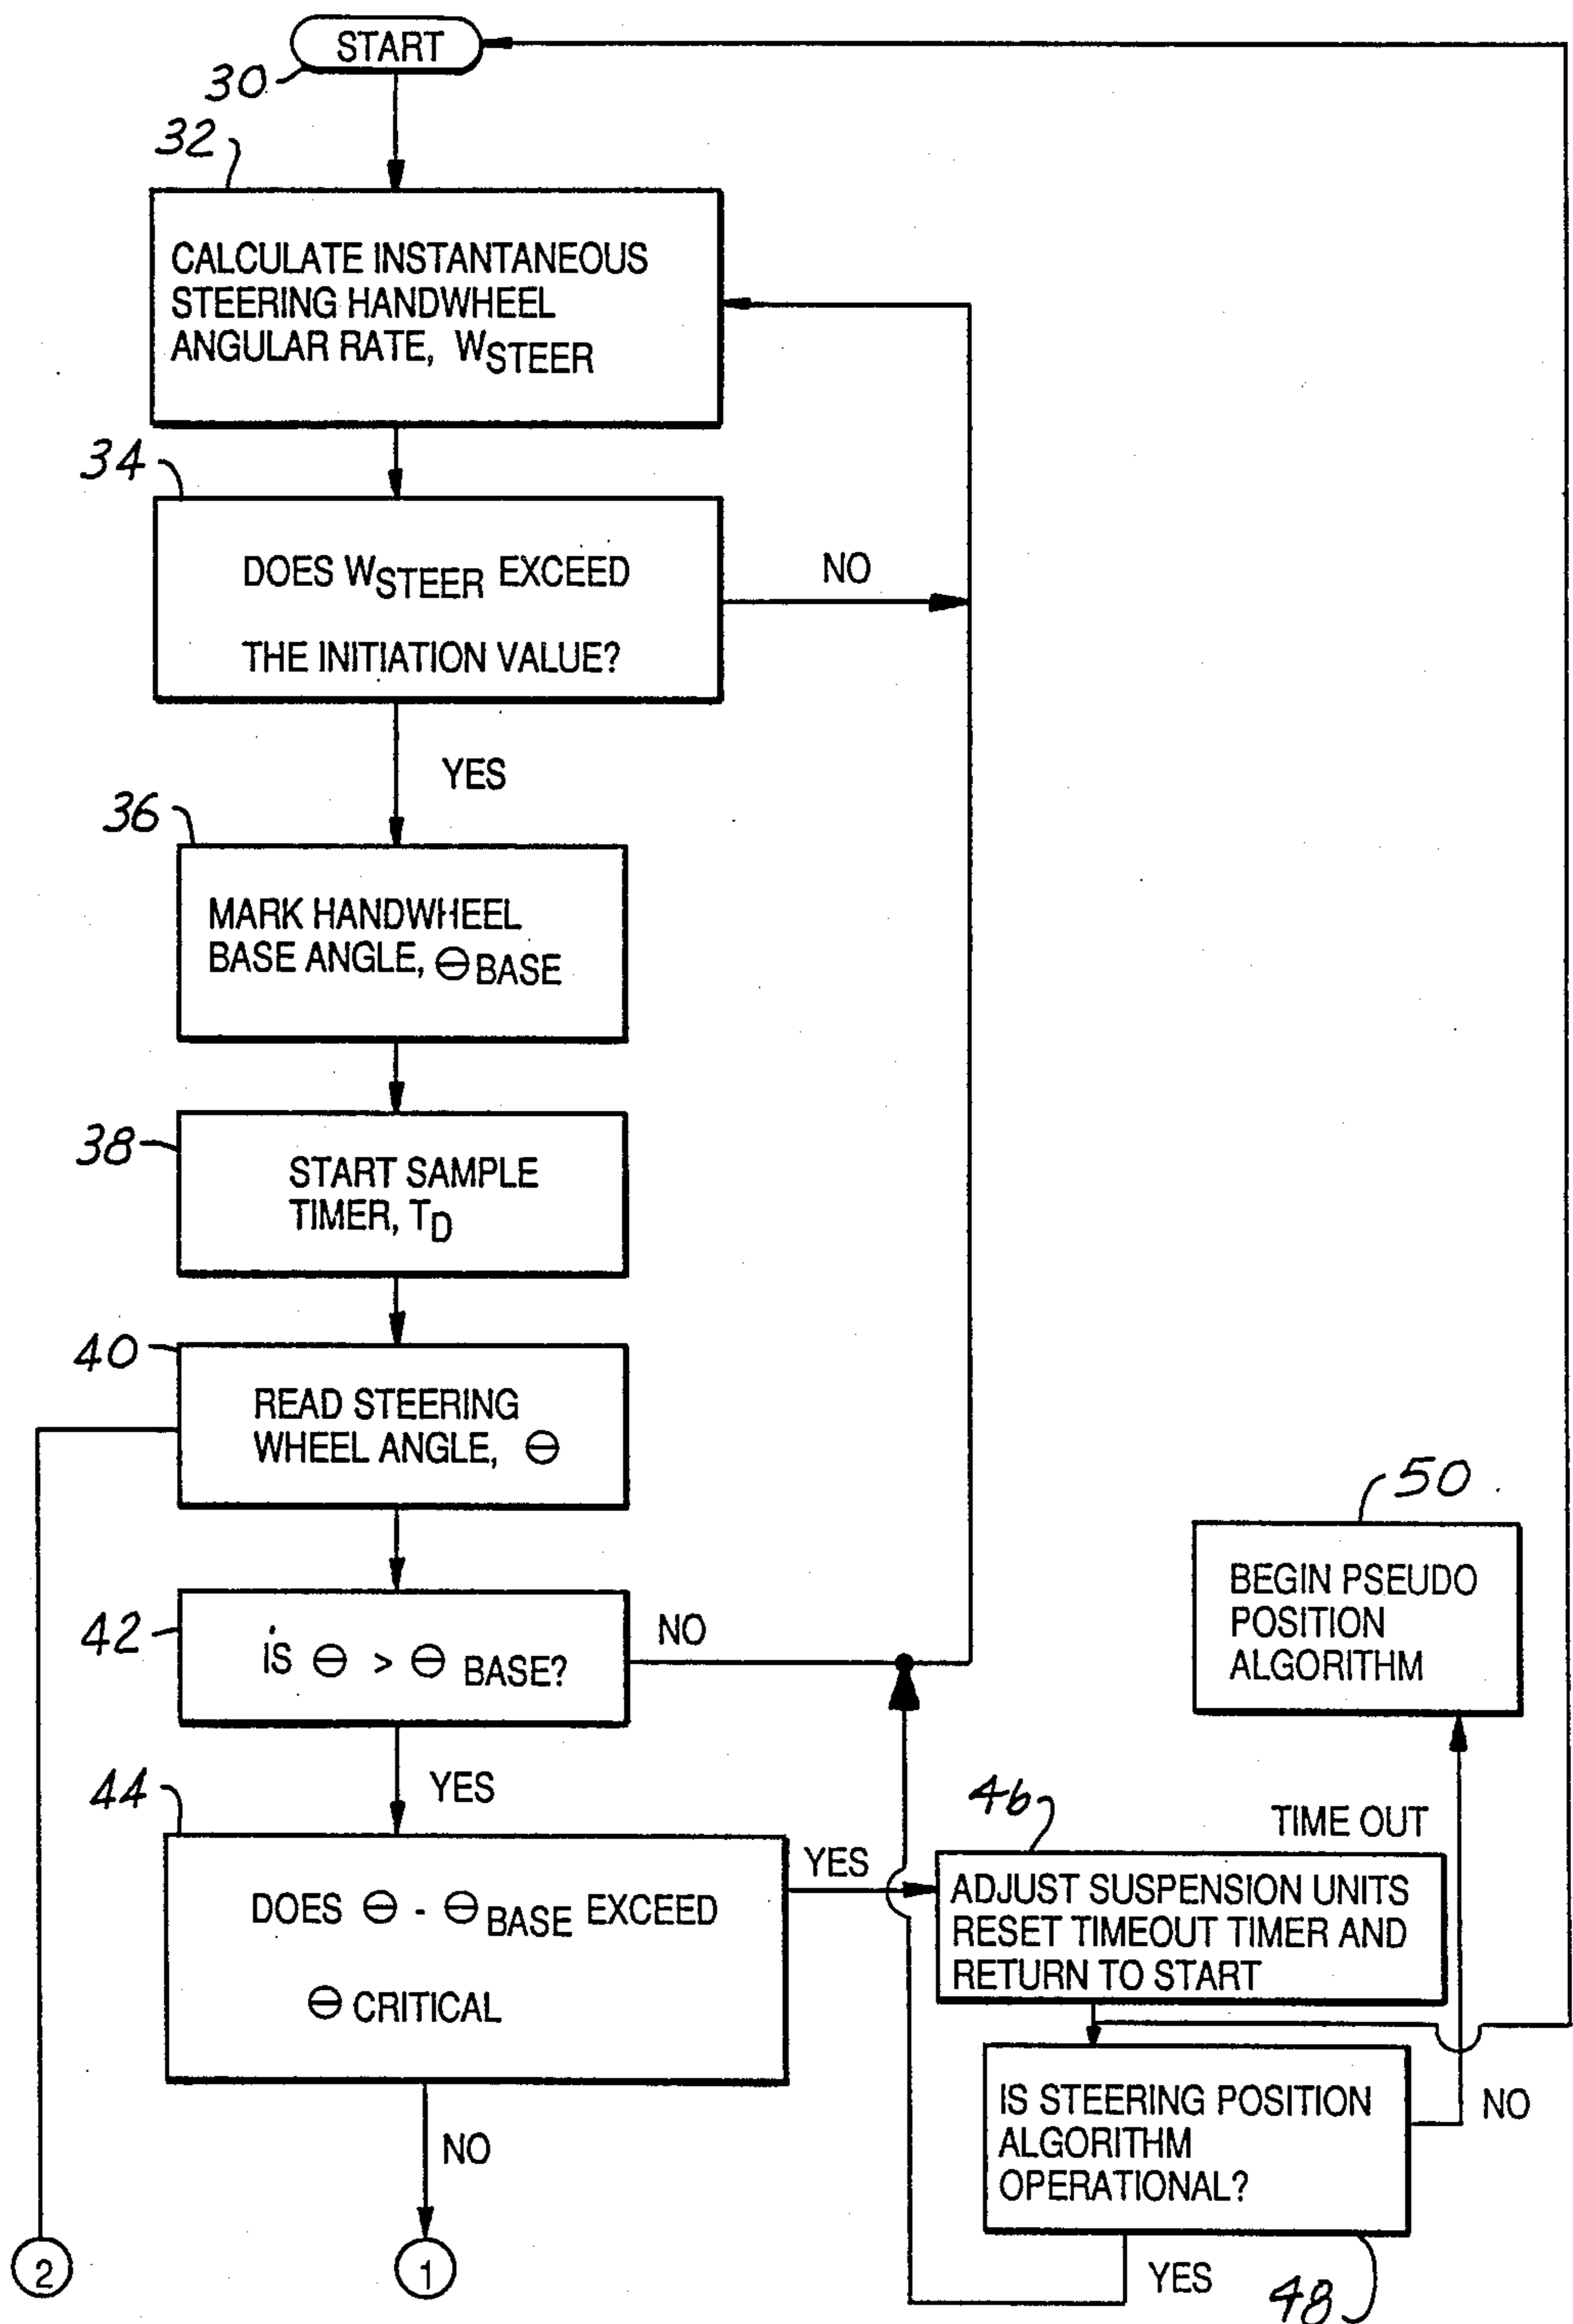 START
30
32
CALCULATE INSTANTANEOUS
STEERING HANDWHEEL
ANGULAR RATE, WSTEER
34
DOES WSTEER EXCEED
THE INITIATION VALUE?
NO
YES
36
MARK HANDWHEEL
BASE ANGLE, ΘBASE
38
START SAMPLE
TIMER, TD
40
READ STEERING
WHEEL ANGLE, Θ
50
BEGIN PSEUDO
POSITION
ALGORITHM
42
is Θ > Θ BASE?
NO
YES
44
DOES Θ - ΘBASE EXCEED
Θ CRITICAL
YES
46
TIME OUT
ADJUST SUSPENSION UNITS
RESET TIMEOUT TIMER AND
RETURN TO START
IS STEERING POSITION
ALGORITHM
OPERATIONAL?
NO
NO
YES
48
2
1